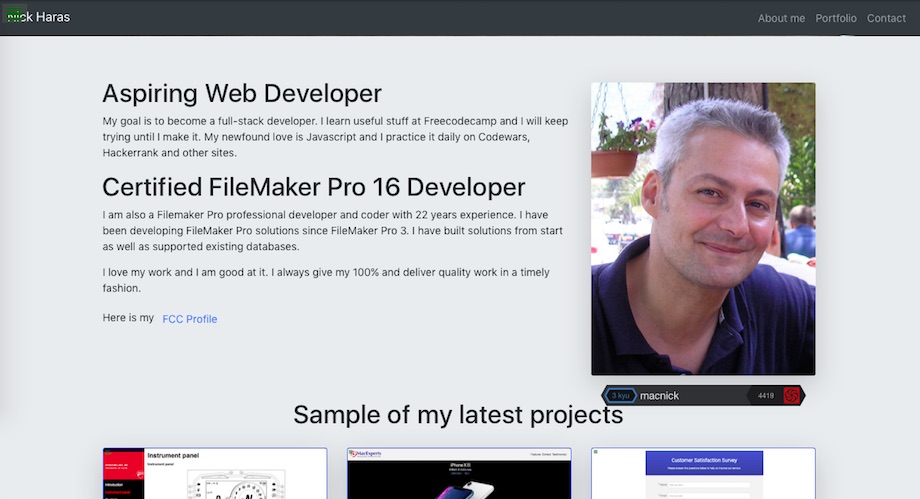 Nick Haras
About me Portfolio Contact
Aspiring Web Developer
My goal is to become a full-stack developer. I learn useful stuff at Freecodecamp and I will keep
trying until I make it. My newfound love is Javascript and I practice it daily on Codewars,
Hackerrank and other sites.
Certified FileMaker Pro 16 Developer
I am also a Filemaker Pro professional developer and coder with 22 years experience. I have
been developing FileMaker Pro solutions since FileMaker Pro 3. I have built solutions from start
as well as supported existing databases.
I love my work and I am good at it. I always give my 100% and deliver quality work in a timely
fashion.
Here is my FCC Profile
3 kyu macnick 4419
Sample of my latest projects
Instrument panel
Instrument panel
MacExperts
iPhone X
Customer Satisfaction Survey